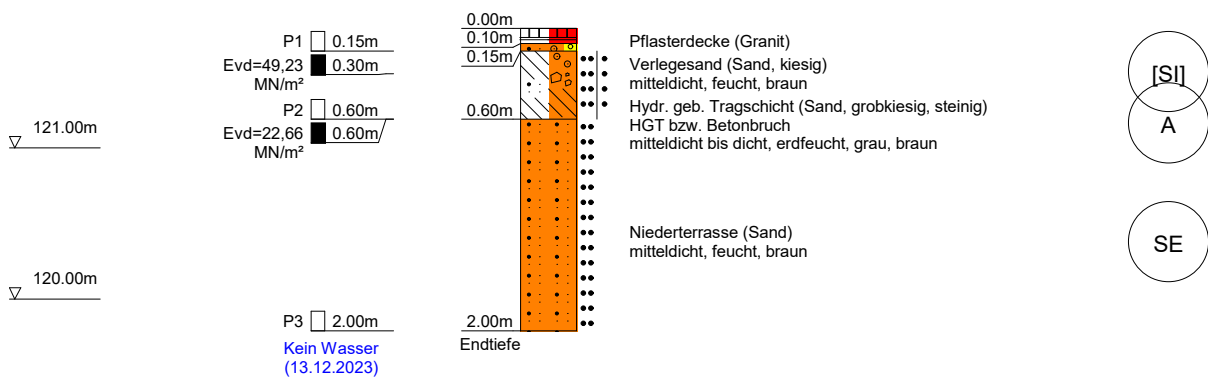 0.00m
0.10m
0.15m
0.60m
2.00m
Endtiefe
P1 0.15m
Evd=49,23 0.30m
MN/m²
P2 0.60m
Evd=22,66 0.60m
MN/m²
P3 2.00m
Kein Wasser
(13.12.2023)
121.00m
120.00m
Pflasterdecke (Granit)
Verlegesand (Sand, kiesig)
mitteldicht, feucht, braun
Hydr. geb. Tragschicht (Sand, grobkiesig, steinig)
HGT bzw. Betonbruch
mitteldicht bis dicht, erdfeucht, grau, braun
Niederterrasse (Sand)
mitteldicht, feucht, braun
[SI]
A
SE